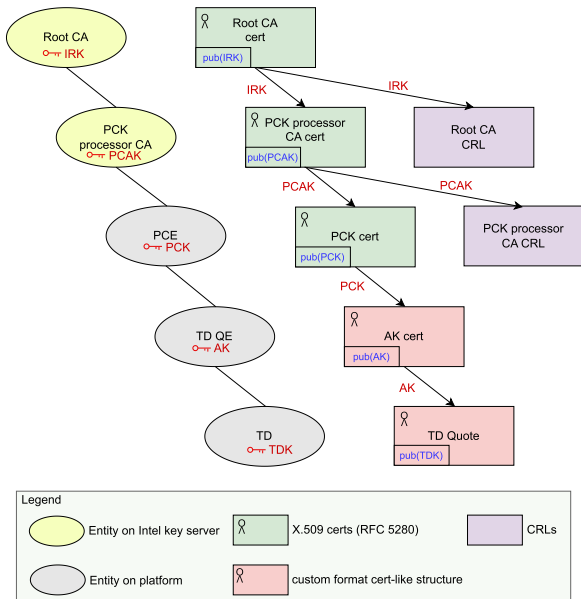 Root CA
IRK
Root CA
cert
pub(IRK)
IRK
IRK
PCK
processor CA
PCAK
PCK processor
CA cert
pub(PCAK)
Root CA
CRL
PCAK
PCAK
PCE
PCK
PCK cert
pub(PCK)
PCK processor
CA CRL
PCK
TD QE
AK
AK cert
pub(AK)
AK
TD
TDK
TD Quote
pub(TDK)
Legend
Entity on Intel key server
X.509 certs (RFC 5280)
CRLs
Entity on platform
custom format cert-like structure